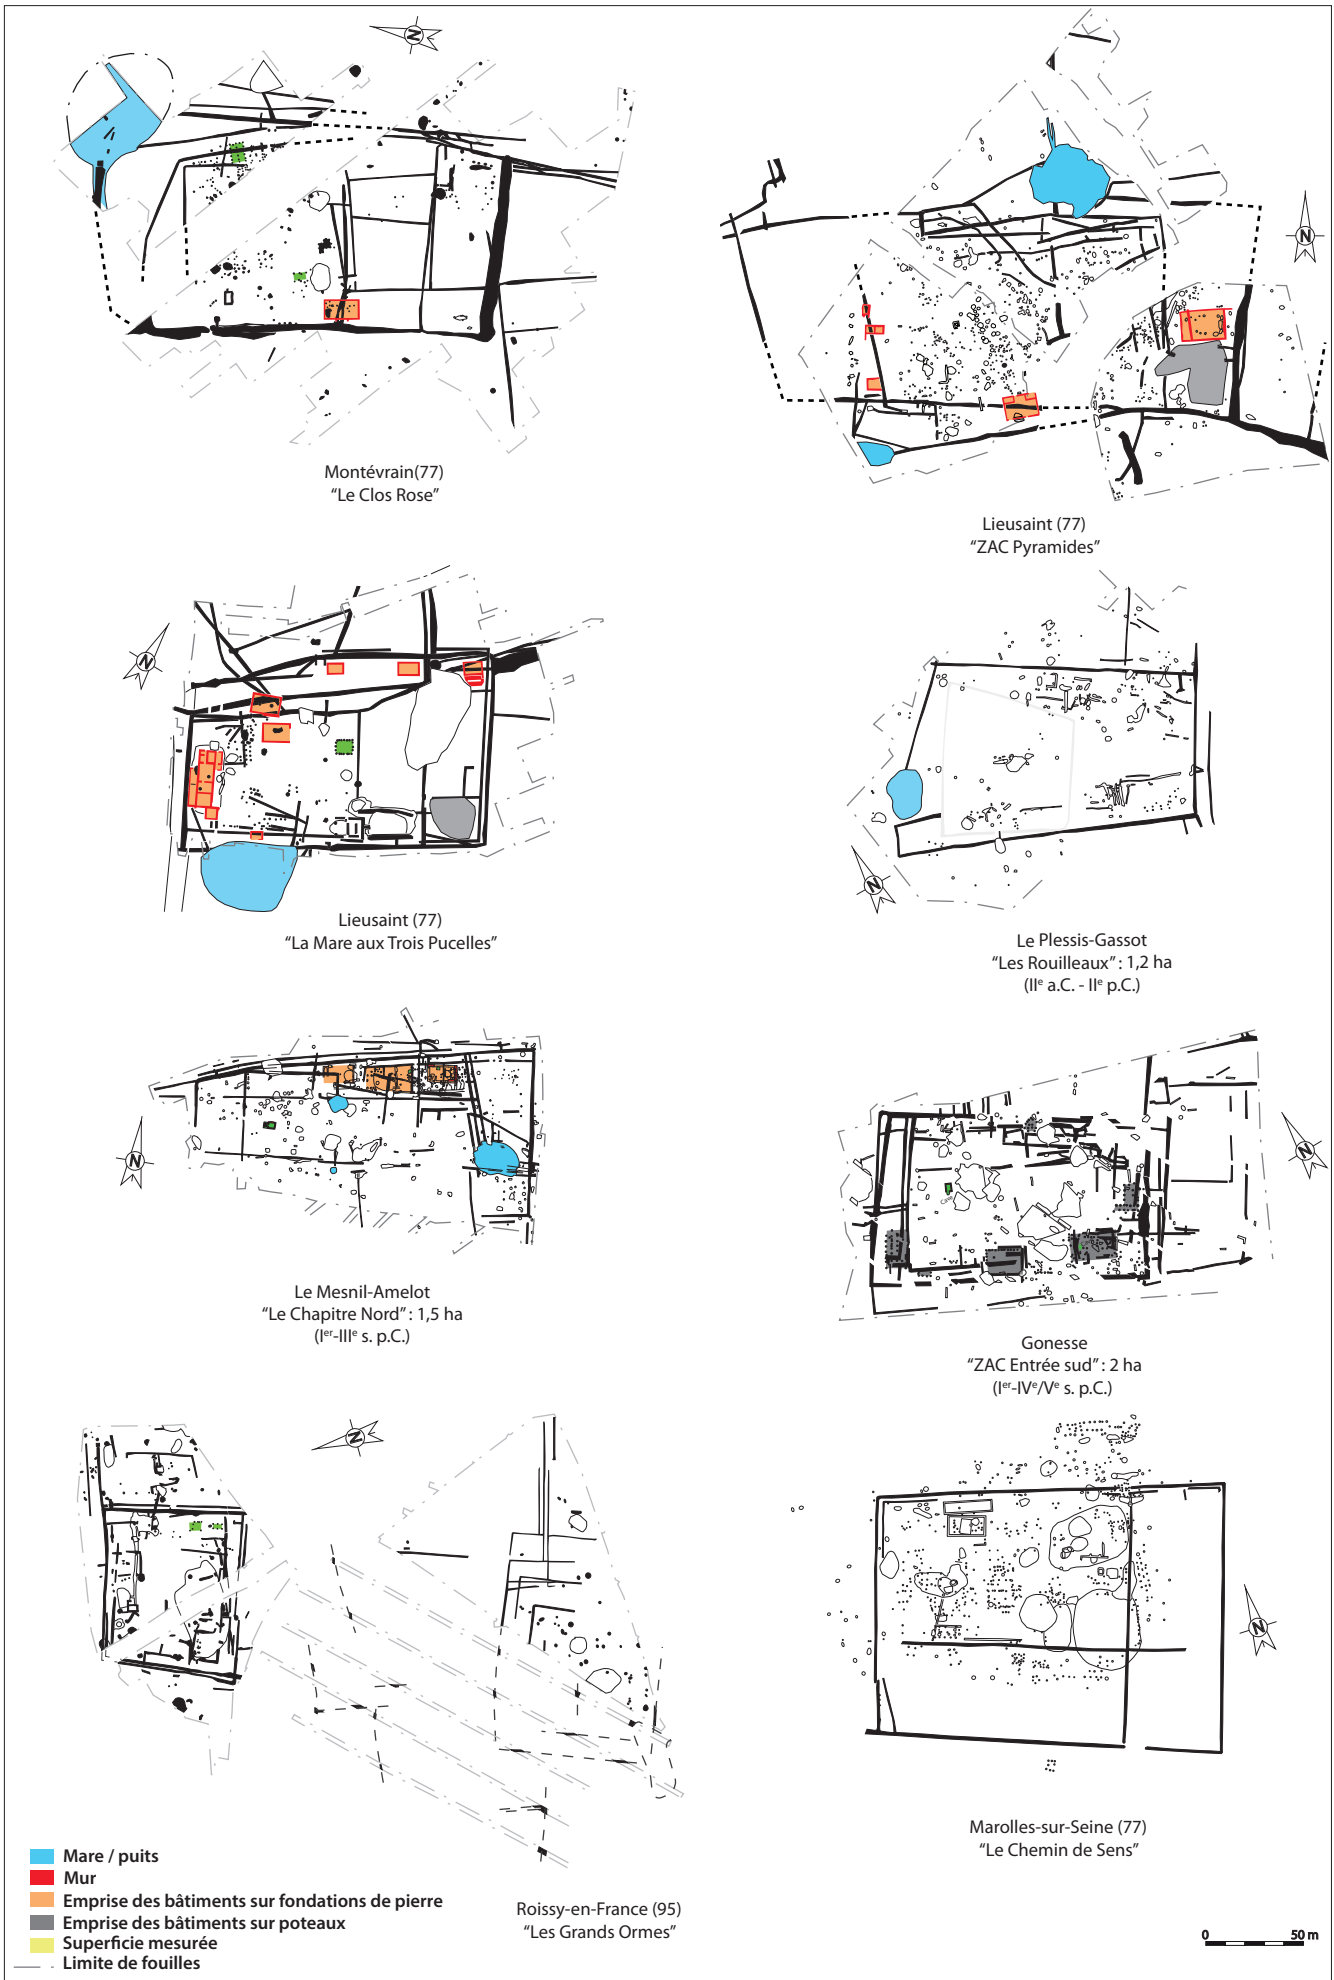 N
Montévrain(77)
“Le Clos Rose”
N
Lieusaint (77)
“ZAC Pyramides”
N
Lieusaint (77)
“La Mare aux Trois Pucelles”
N
Le Plessis-Gassot
“Les Rouilleaux” : 1,2 ha
(IIe a.C. - IIe p.C.)
N
Le Mesnil-Amelot
“Le Chapitre Nord” : 1,5 ha
(Ier-IIIe s. p.C.)
N
Gonesse
“ZAC Entrée sud” : 2 ha
(Ier-IVe/Ve s. p.C.)
N
Roissy-en-France (95)
“Les Grands Ormes”
N
Marolles-sur-Seine (77)
“Le Chemin de Sens”
Mare / puits
Mur
Emprise des bâtiments sur fondations de pierre
Emprise des bâtiments sur poteaux
Superficie mesurée
Limite de fouilles
0 50 m